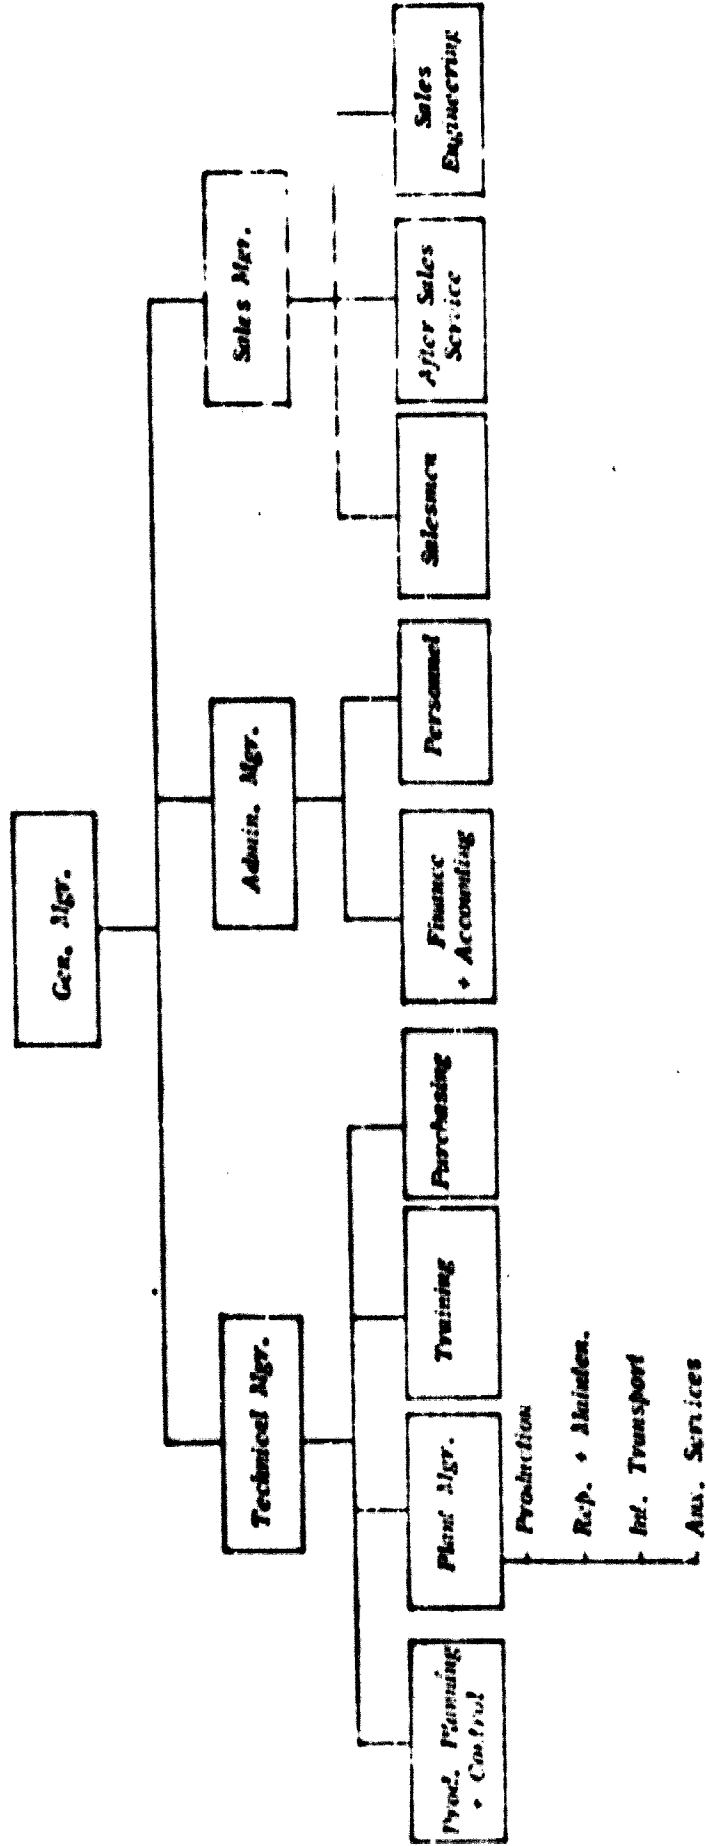 Gen. Mgr.
Technical Mgr.
Admin. Mgr.
Sales Mgr.
Prod. Planning
+ Control
Plant Mgr.
Training
Purchasing
Finance
+ Accounting
Personnel
Salesmen
After Sales
Service
Sales
Engineering
Production
Rep. + Mainten.
Int. Transport
Aux. Services